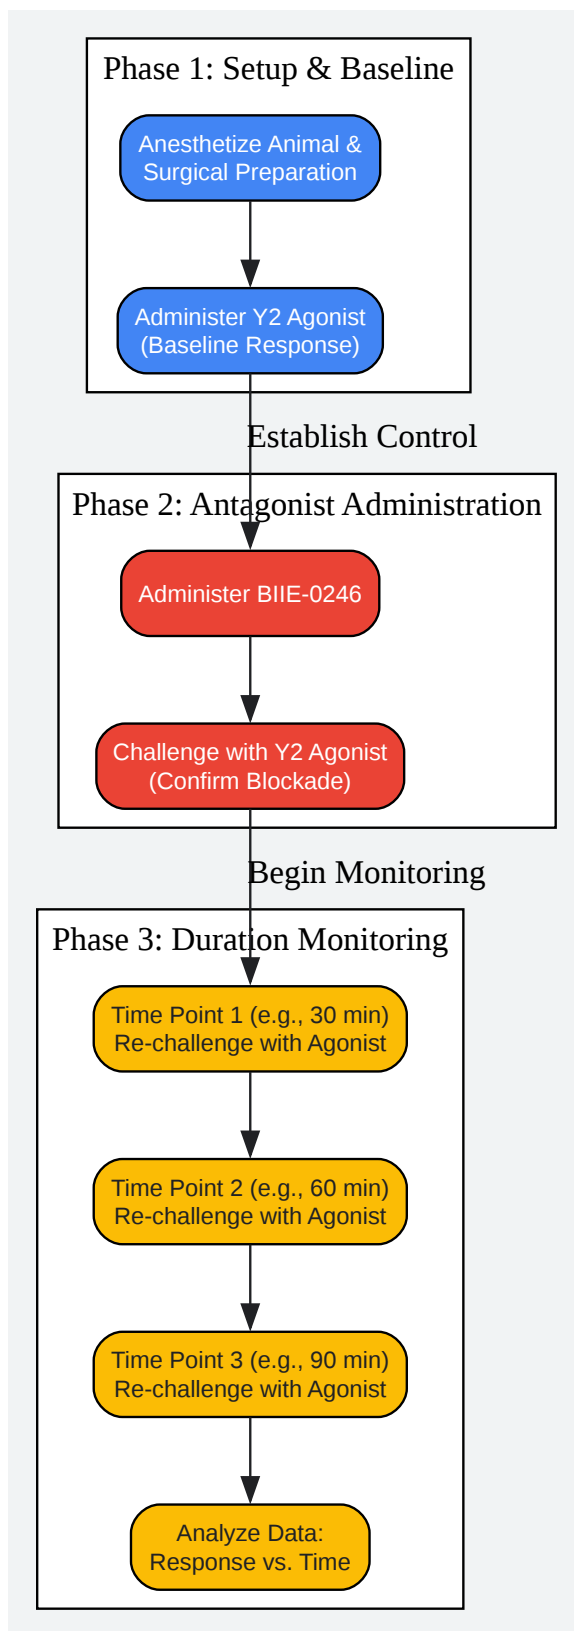 Phase 1: Setup & Baseline
Anesthetize Animal &
Surgical Preparation
Administer Y2 Agonist
(Baseline Response)
Establish Control
Phase 2: Antagonist Administration
Administer BIIE-0246
Challenge with Y2 Agonist
(Confirm Blockade)
Begin Monitoring
Phase 3: Duration Monitoring
Time Point 1 (e.g., 30 min)
Re-challenge with Agonist
Time Point 2 (e.g., 60 min)
Re-challenge with Agonist
Time Point 3 (e.g., 90 min)
Re-challenge with Agonist
Analyze Data:
Response vs. Time